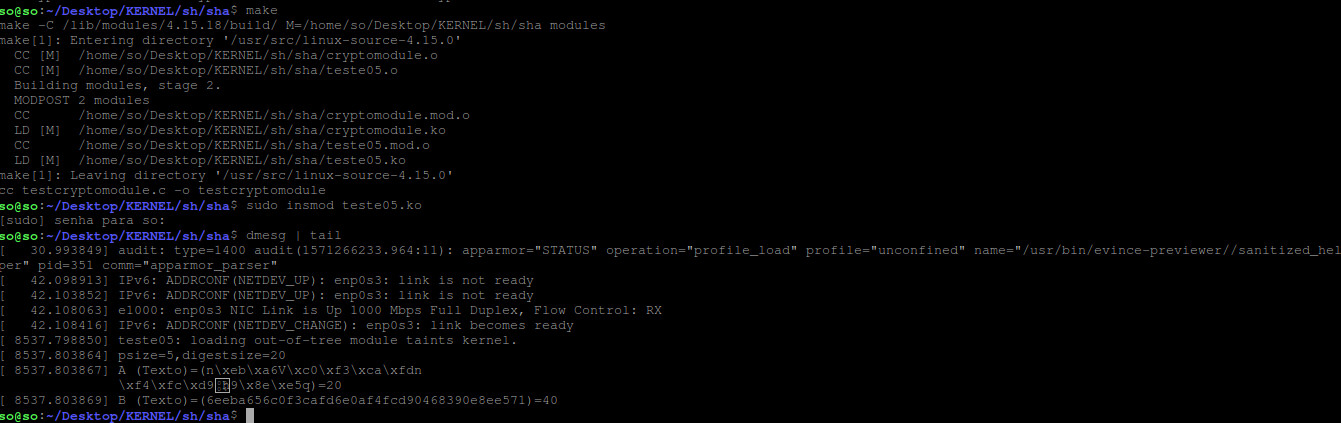 so@so:~/Desktop/KERNEL/sh/sha$ make
make -C /lib/modules/4.15.18/build/ M=/home/so/Desktop/KERNEL/sh/sha modules
make[1]: Entering directory '/usr/src/linux-source-4.15.0'
CC [M] /home/so/Desktop/KERNEL/sh/sha/cryptomodule.o
CC [M] /home/so/Desktop/KERNEL/sh/sha/teste05.o
Building modules, stage 2.
MODPOST 2 modules
CC /home/so/Desktop/KERNEL/sh/sha/cryptomodule.mod.o
LD [M] /home/so/Desktop/KERNEL/sh/sha/cryptomodule.ko
CC /home/so/Desktop/KERNEL/sh/sha/teste05.mod.o
LD [M] /home/so/Desktop/KERNEL/sh/sha/teste05.ko
make[1]: Leaving directory '/usr/src/linux-source-4.15.0'
cc testcryptomodule.c -o testcryptomodule
so@so:~/Desktop/KERNEL/sh/sha$ sudo insmod teste05.ko
[sudo] senha para so:
so@so:~/Desktop/KERNEL/sh/sha$ dmesg | tail
[   30.993849] audit: type=1400 audit(1571266233.964:11): apparmor="STATUS" operation="profile_load" profile="unconfined" name="/usr/bin/evince-previewer//sanitized_hel
per" pid=351 comm="apparmor_parser"
[   42.098913] IPv6: ADDRCONF(NETDEV_UP): enp0s3: link is not ready
[   42.103852] IPv6: ADDRCONF(NETDEV_UP): enp0s3: link is not ready
[   42.108063] e1000: enp0s3 NIC Link is Up 1000 Mbps Full Duplex, Flow Control: RX
[   42.108416] IPv6: ADDRCONF(NETDEV_CHANGE): enp0s3: link becomes ready
[ 8537.798850] teste05: loading out-of-tree module taints kernel.
[ 8537.803864] psize=5,digestsize=20
[ 8537.803867] A (Texto)=(n\xeb\xa6V\xc0\xf3\xca\xfdn
\xf4\xfc\xd9 9\x8e\xe5q)=20
[ 8537.803869] B (Texto)=(6eeba656c0f3cafd6e0af4fcd90468390e8ee571)=40
so@so:~/Desktop/KERNEL/sh/sha$